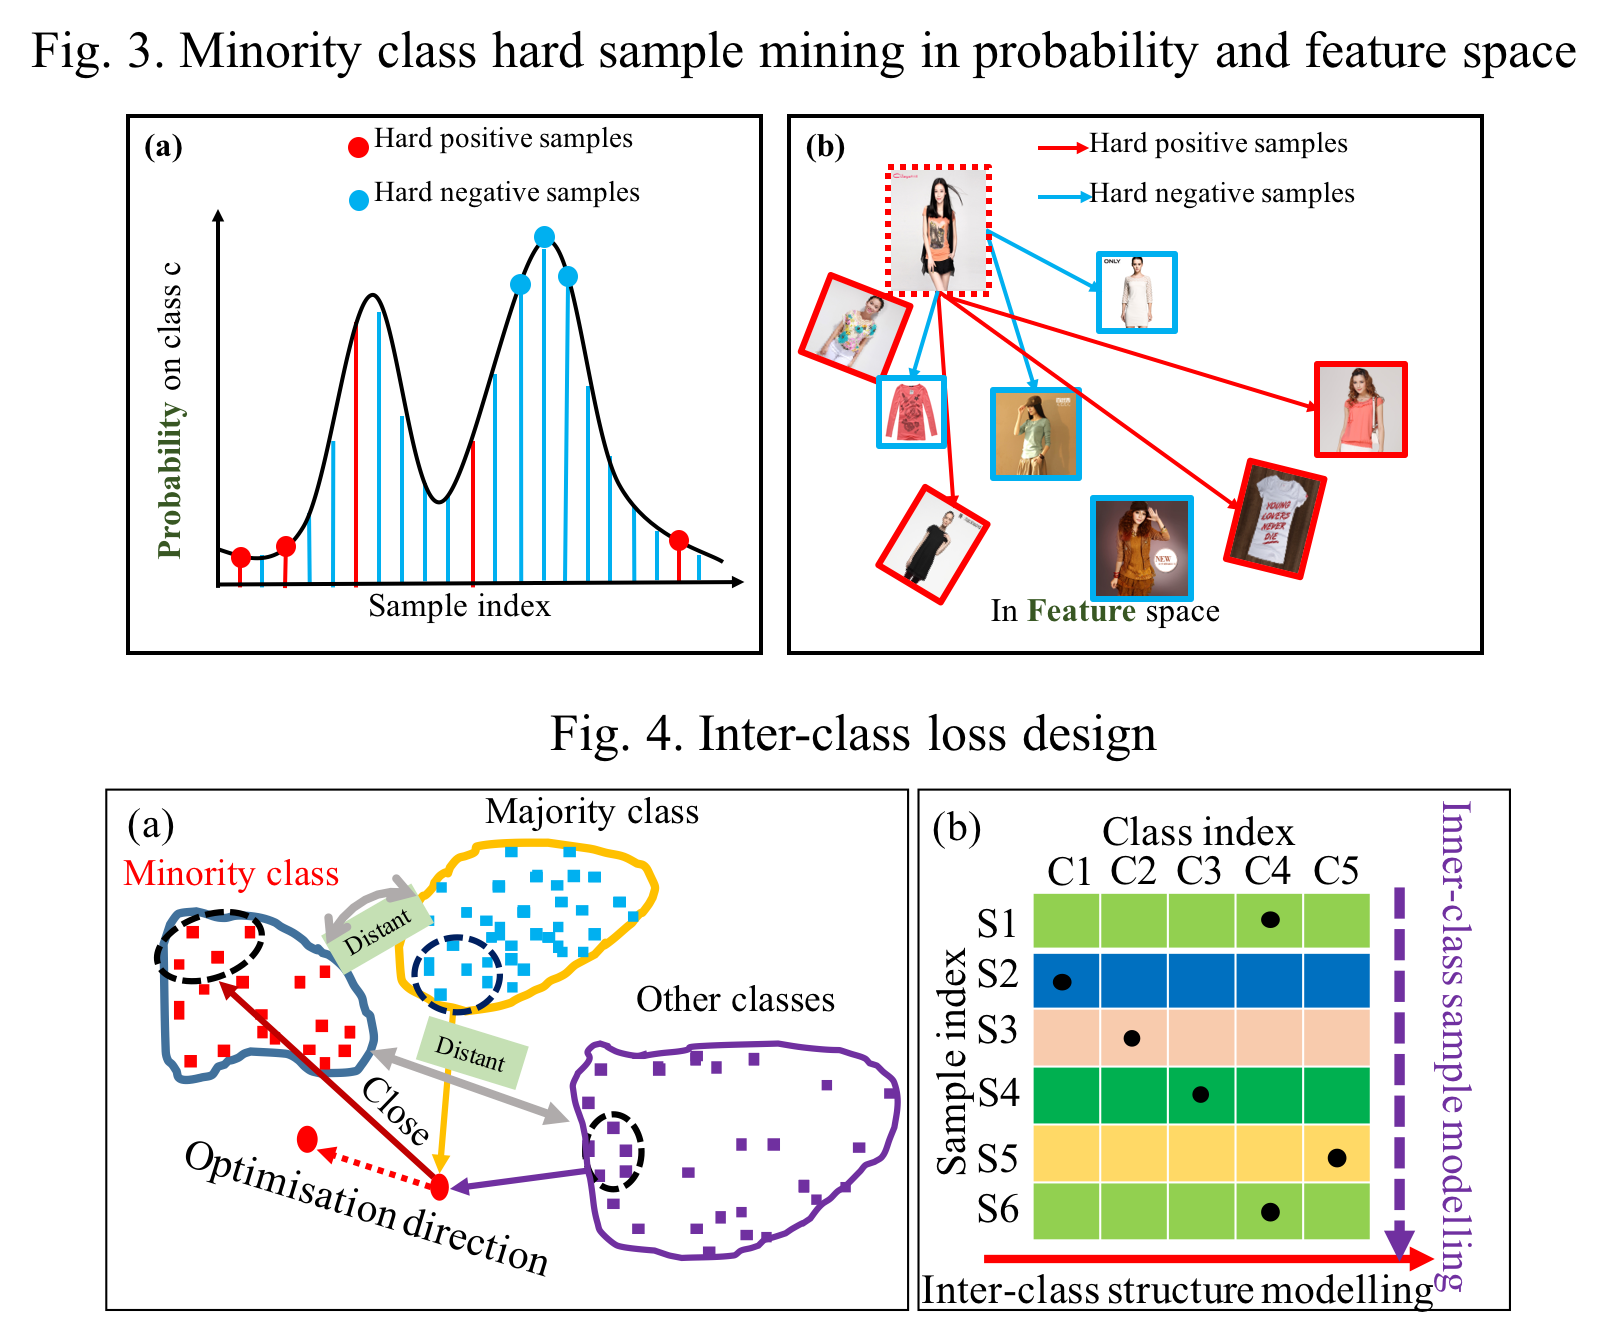 Fig. 3. Minority class hard sample mining in probability and feature space
(a)
Hard positive samples
Hard negative samples
Probability on class c
Sample index
(b)
Hard positive samples
Hard negative samples
ONLY
YOUNG
LOVERS
NEVER
DIE
NEW
In Feature space
Fig. 4. Inter-class loss design
(a)
Majority class
Minority class
Distant
Other classes
Distant
Close
Optimisation direction
(b)
Class index
C1 C2 C3 C4 C5
S1
S2
S3
S4
S5
S6
Sample index
Inner-class sample modelling
Inter-class structure modelling